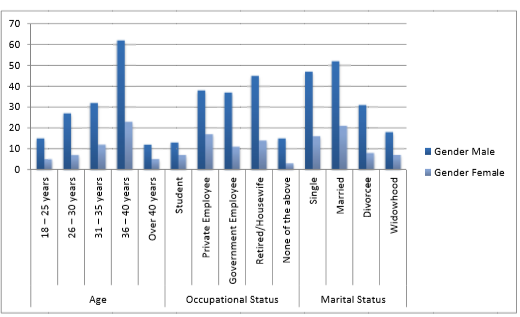 70
60
50
40
30
20
10
0
18 – 25 years
26 – 30 years
31 – 35 years
36 – 40 years
Over 40 years
Student
Private Employee
Government Employee
Retired/Housewife
None of the above
Single
Married
Divorcee
Widowhood
Age
Occupational Status
Marital Status
Gender Male
Gender Female